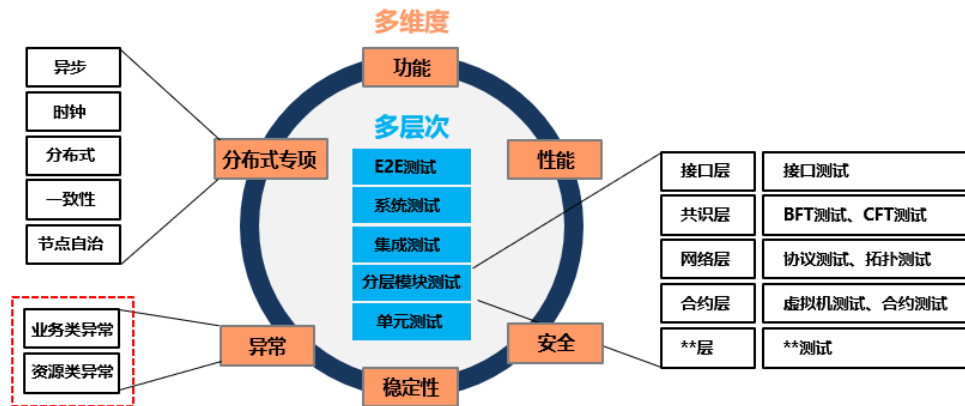 多维度
功能
异步
时钟
分布式
一致性
节点自治
分布式专项
多层次
E2E测试
系统测试
集成测试
分层模块测试
单元测试
性能
接口层 接口测试
共识层 BFT测试、CFT测试
网络层 协议测试、拓扑测试
合约层 虚拟机测试、合约测试
**层 **测试
业务类异常
资源类异常
异常
安全
稳定性